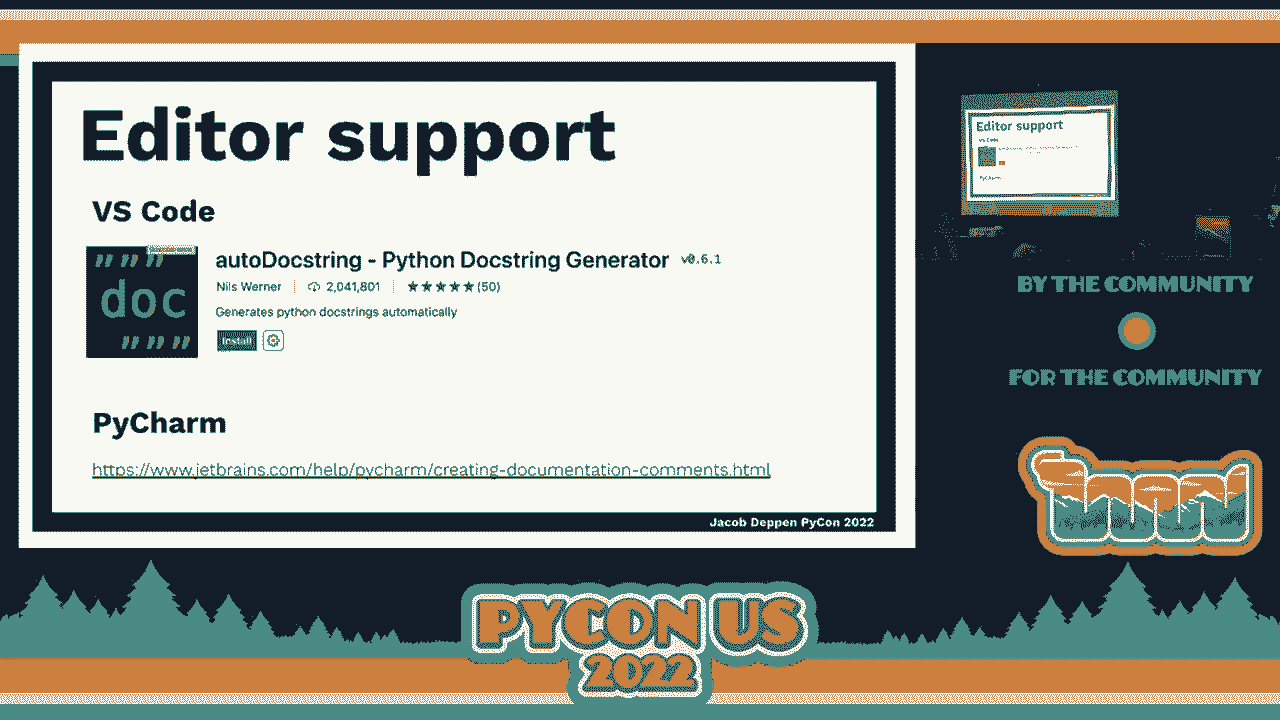 Editor support
VS Code
” ” ”
doc
” ” ”
autoDocstring - Python Docstring Generator v0.6.1
Nils Werner 2,041,801 ★★★★★(50)
Generates python docstrings automatically
Install
PyCharm
https://www.jetbrains.com/help/pycharm/creating-documentation-comments.html
Jacob Deppen PyCon 2022
Editor support
VS Code
PyCharm
BY THE COMMUNITY
FOR THE COMMUNITY
PYCON US
2022